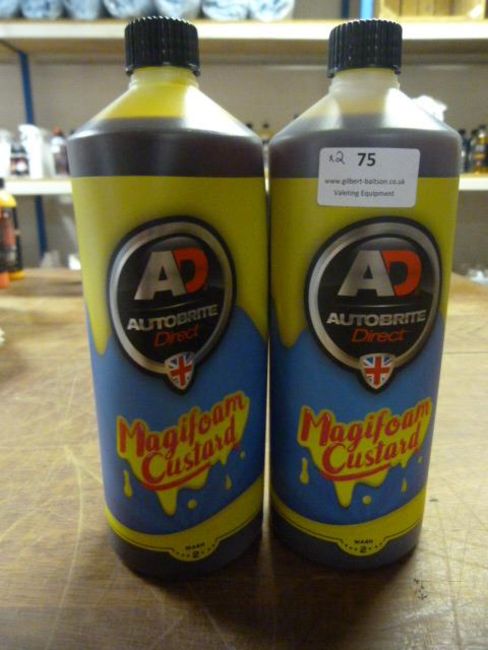 AD
AUTOBRITE
Direct
Magifoam
Custard
WASH
2
x2 75
www.gilbert-baitson.co.uk
Valeting Equipment
AD
AUTOBRITE
Direct
Magifoam
Custard
WASH
2